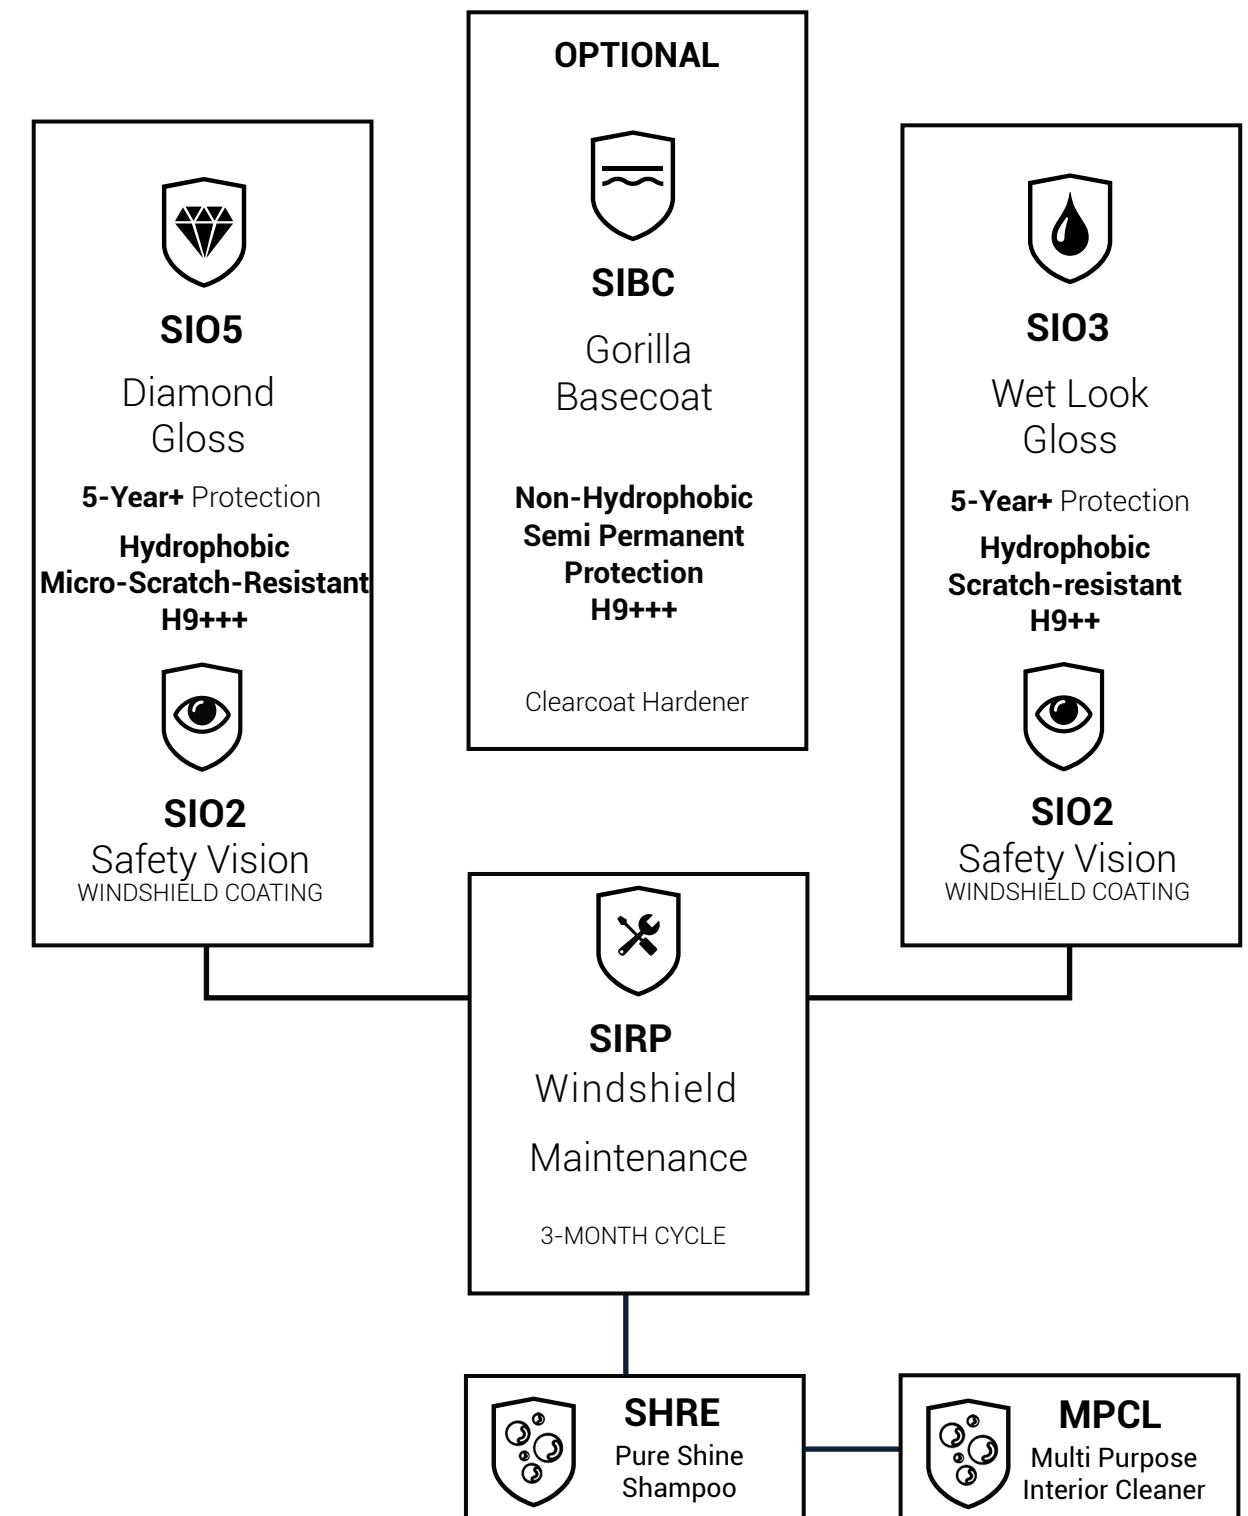 OPTIONAL
SIBC
Gorilla
Basecoat
Non-Hydrophobic
Semi Permanent
Protection
H9+++
Clearcoat Hardener
SIO5
Diamond
Gloss
5-Year+ Protection
Hydrophobic
Micro-Scratch-Resistant
H9+++
SIO2
Safety Vision
WINDSHIELD COATING
SIO3
Wet Look
Gloss
5-Year+ Protection
Hydrophobic
Scratch-resistant
H9++
SIO2
Safety Vision
WINDSHIELD COATING
SIRP
Windshield
Maintenance
3-MONTH CYCLE
SHRE
Pure Shine
Shampoo
MPCL
Multi Purpose
Interior Cleaner